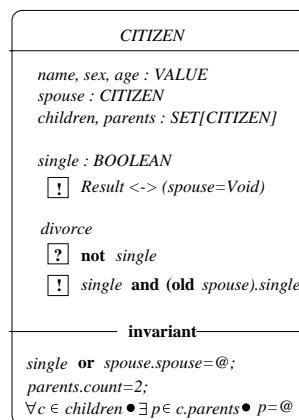 CITIZEN
name, sex, age : VALUE
spouse : CITIZEN
children, parents : SET[CITIZEN]
single : BOOLEAN
! Result <-> (spouse=Void)
divorce
? not single
! single and (old spouse).single
invariant
single or spouse.spouse=@;
parents.count=2;
∀c ∈ children ● ∃ p ∈ c.parents ● p=@